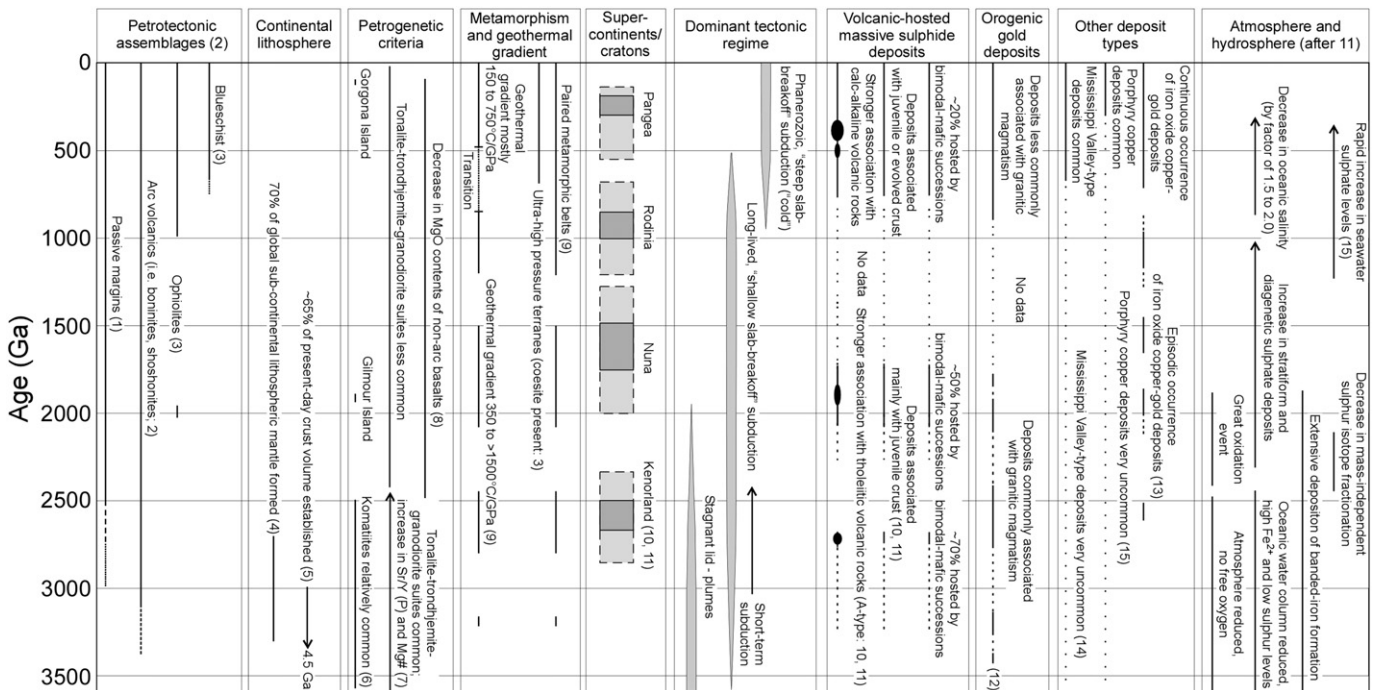 Petrotectonic
assemblages (2)
Continental
lithosphere
Petrogenetic
criteria
Metamorphism
and geothermal
gradient
Super-
continents/
cratons
Dominant tectonic
regime
Volcanic-hosted
massive sulphide
deposits
Orogenic
gold
deposits
Other deposit
types
Atmosphere and
hydrosphere (after 11)
Age (Ga)
0
500
1000
1500
2000
2500
3000
3500
Passive margins (1)
Arc volcanics (i.e. boninites, shoshonites; 2)
Ophiolites (3)
Blueschist (3)
70% of global sub-continental lithospheric mantle formed (4)
~65% of present-day crust volume established (5)
4.5 Ga
Gorgona Island
Gilmour Island
Komatiites relatively common (6)
Tonalite-trondhjemite-granodiorite suites less common
Tonalite-trondhjemite-
granodiorite suites common;
increase in Sr/Y (P) and Mg# (7)
Decrease in MgO contents of non-arc basalts (8)
Geothermal
gradient mostly
150 to 750°C/GPa
Transition
Geothermal gradient 350 to >1500°C/GPa (9)
Ultra-high pressure terranes (coesite present: 3)
Paired metamorphic belts (9)
Pangea
Rodinia
Nuna
Kenorland (10, 11)
Stagnant lid - plumes
Long-lived, "shallow slab-breakoff" subduction
Short-term
subduction
Phanerozoic, "steep slab-
breakoff" subduction ("cold")
Stronger association with
calc-alkaline volcanic rocks
No data
Stronger association with tholeiitic volcanic rocks (A-type: 10, 11)
Deposits associated
with juvenile or evolved crust
Deposits associated
mainly with juvenile crust (10, 11)
~20% hosted by
bimodal-mafic successions
~50% hosted by
bimodal-mafic successions
~70% hosted by
bimodal-mafic successions
Deposits less commonly
associated with granitic
magmatism
No data
Deposits commonly associated
with granitic magmatism
(12)
Mississippi Valley-type
deposits common
Mississippi Valley-type deposits very uncommon (14)
Porphyry copper
deposits common
Porphyry copper deposits very uncommon (15)
Continuous occurrence
of iron oxide copper-
gold deposits
Episodic occurrence
of iron oxide copper-gold deposits (13)
Decrease in oceanic salinity
(by factor of 1.5 to 2.0)
Rapid increase in seawater
sulphate levels (15)
Increase in stratiform and
diagenetic sulphate deposits
Great oxidation
event
Atmosphere reduced,
no free oxygen
Oceanic water column reduced,
high Fe²⁺ and low sulphur levels
Extensive depositon of banded-iron formation
Decrease in mass-independent
sulphur isotope fractionation